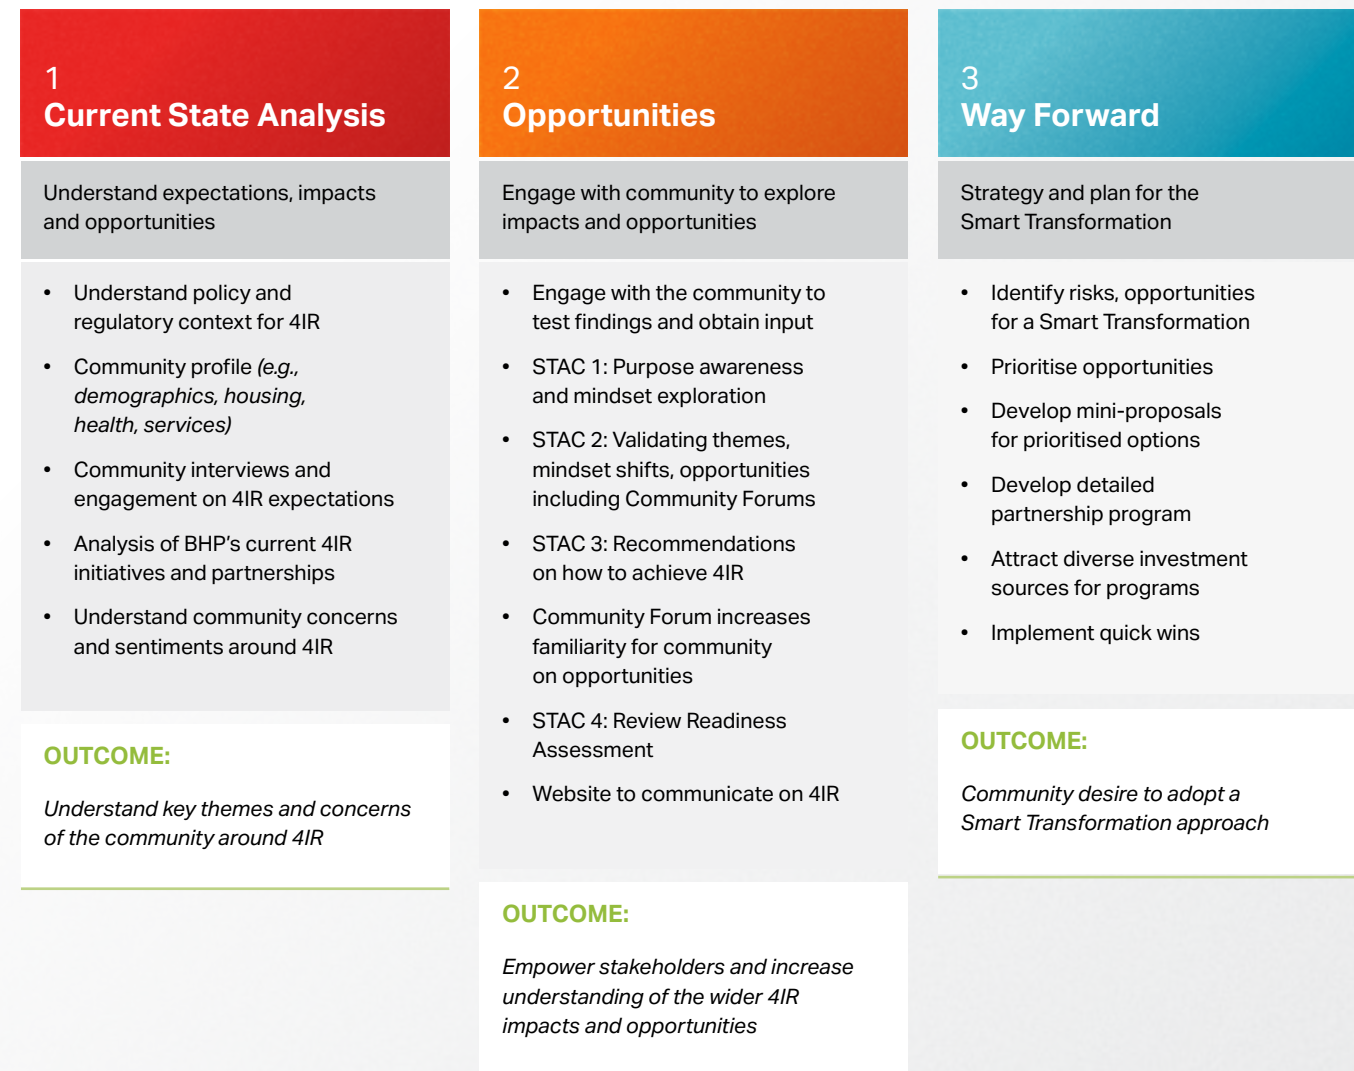 1
Current State Analysis
Understand expectations, impacts
and opportunities
• Understand policy and
regulatory context for 4IR
• Community profile (e.g.,
demographics, housing,
health, services)
• Community interviews and
engagement on 4IR expectations
• Analysis of BHP's current 4IR
initiatives and partnerships
• Understand community concerns
and sentiments around 4IR
OUTCOME:
Understand key themes and concerns
of the community around 4IR
2
Opportunities
Engage with community to explore
impacts and opportunities
• Engage with the community to
test findings and obtain input
• STAC 1: Purpose awareness
and mindset exploration
• STAC 2: Validating themes,
mindset shifts, opportunities
including Community Forums
• STAC 3: Recommendations
on how to achieve 4IR
• Community Forum increases
familiarity for community
on opportunities
• STAC 4: Review Readiness
Assessment
• Website to communicate on 4IR
OUTCOME:
Empower stakeholders and increase
understanding of the wider 4IR
impacts and opportunities
3
Way Forward
Strategy and plan for the
Smart Transformation
• Identify risks, opportunities
for a Smart Transformation
• Prioritise opportunities
• Develop mini-proposals
for prioritised options
• Develop detailed
partnership program
• Attract diverse investment
sources for programs
• Implement quick wins
OUTCOME:
Community desire to adopt a
Smart Transformation approach